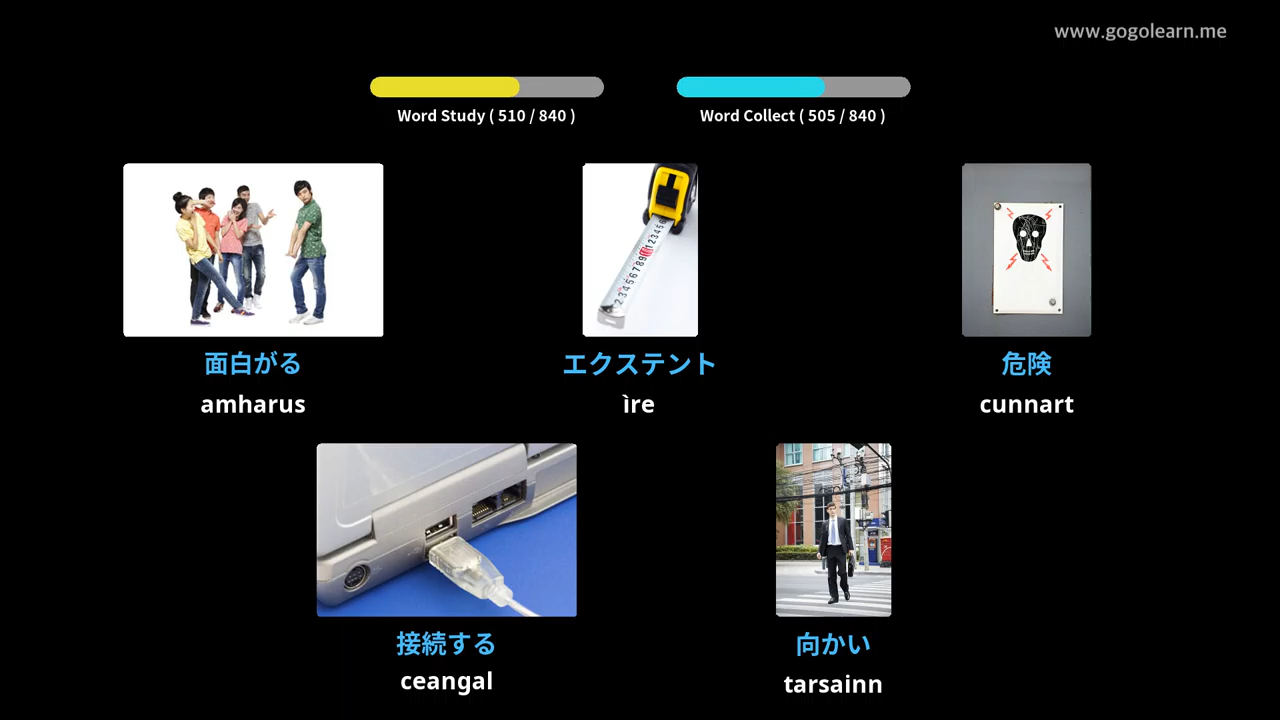 www.gogolearn.me
Word Study ( 510 / 840 )
Word Collect ( 505 / 840 )
面白がる
エクステント
危険
amharus
ìre
cunnart
接続する
向かい
ceangal
tarsainn